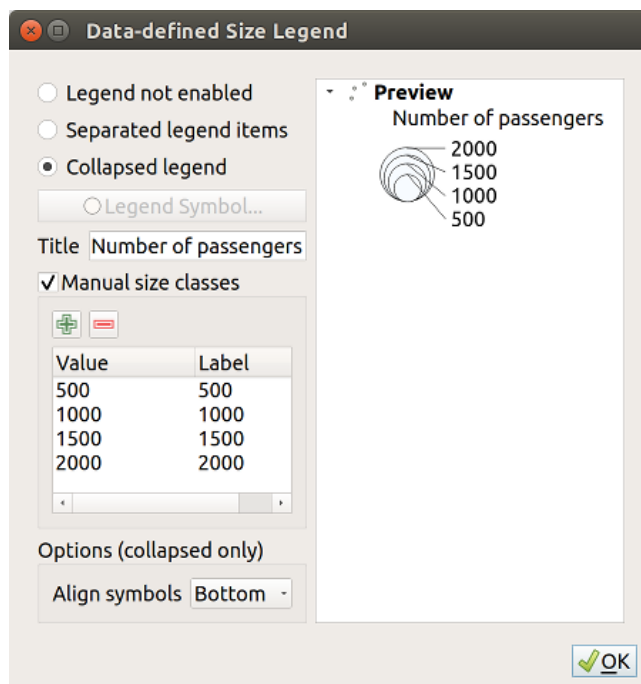 Data-defined Size Legend
Legend not enabled
Separated legend items
Collapsed legend
Legend Symbol...
Title Number of passengers
Manual size classes
Value Label
500 500
1000 1000
1500 1500
2000 2000
Options (collapsed only)
Align symbols Bottom
Preview
Number of passengers
2000
1500
1000
500
OK